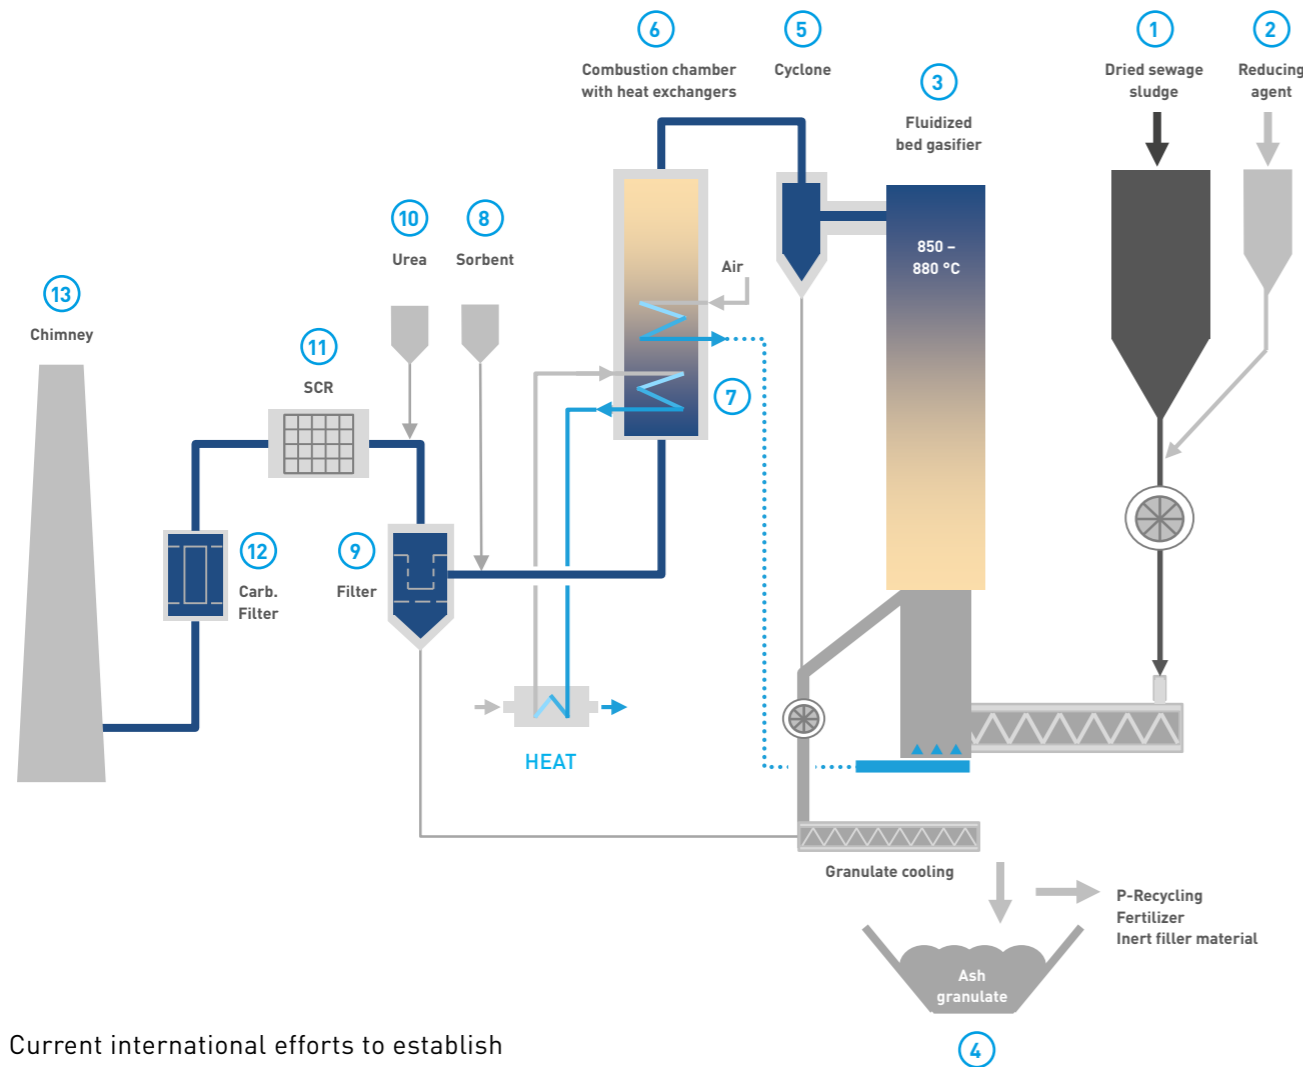 6
5
1
2
Combustion chamber
with heat exchangers
Cyclone
Dried sewage
sludge
Reducing
agent
3
Fluidized
bed gasifier
10
8
Urea
Sorbent
850 –
880 °C
Air
13
Chimney
11
SCR
7
12
Carb.
Filter
9
Filter
HEAT
Granulate cooling
P-Recycling
Fertilizer
Inert filler material
Ash
granulate
4
Current international efforts to establish